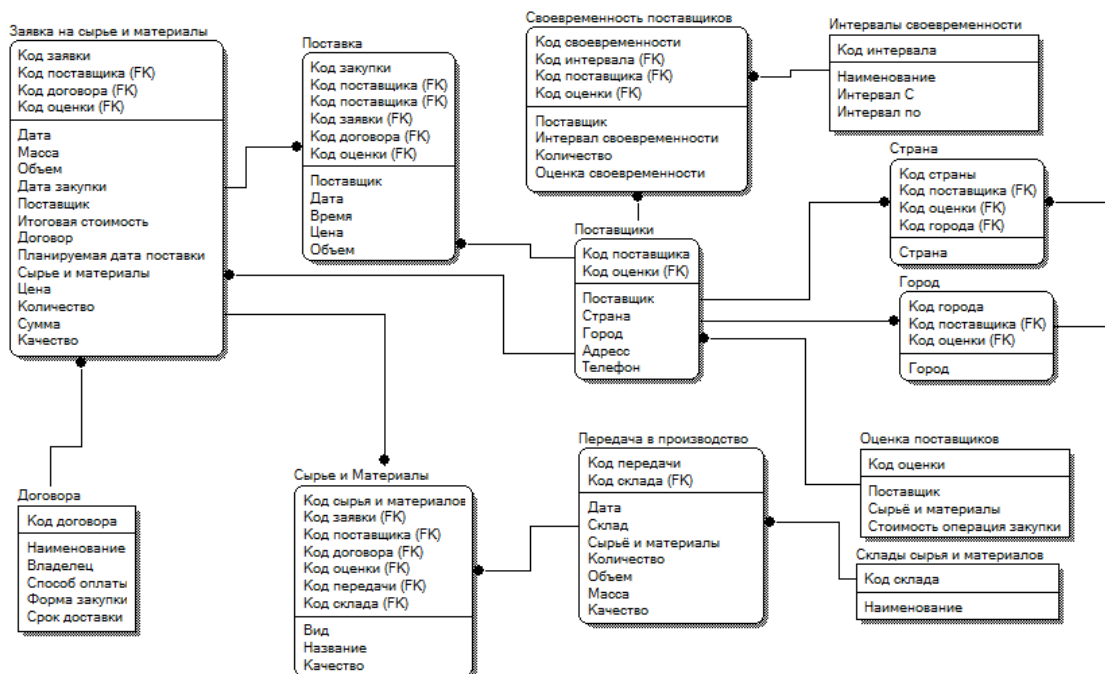 Заявка на сырье и материалы
Код заявки
Код поставщика (FK)
Код договора (FK)
Код оценки (FK)
Дата
Масса
Объем
Дата закупки
Поставщик
Итоговая стоимость
Договор
Планируемая дата поставки
Сырье и материалы
Цена
Количество
Сумма
Качество
Поставка
Код закупки
Код поставщика (FK)
Код поставщика (FK)
Код заявки (FK)
Код договора (FK)
Код оценки (FK)
Поставщик
Дата
Время
Цена
Объем
Своевременность поставщиков
Код своевременности
Код интервала (FK)
Код поставщика (FK)
Код оценки (FK)
Поставщик
Интервал своевременности
Количество
Оценка своевременности
Интервалы своевременности
Код интервала
Наименование
Интервал С
Интервал по
Страна
Код страны
Код поставщика (FK)
Код оценки (FK)
Код города (FK)
Страна
Поставщики
Код поставщика
Код оценки (FK)
Поставщик
Страна
Город
Адресс
Телефон
Город
Код города
Код поставщика (FK)
Код оценки (FK)
Город
Договора
Код договора
Наименование
Владелец
Способ оплаты
Форма закупки
Срок доставки
Сырье и Материалы
Код сырья и материалов
Код заявки (FK)
Код поставщика (FK)
Код договора (FK)
Код оценки (FK)
Код передачи (FK)
Код склада (FK)
Вид
Название
Качество
Передача в производство
Код передачи
Код склада (FK)
Дата
Склад
Сырьё и материалы
Количество
Объем
Масса
Качество
Оценка поставщиков
Код оценки
Поставщик
Сырьё и материалы
Стоимость операция закупки
Склады сырья и материалов
Код склада
Наименование